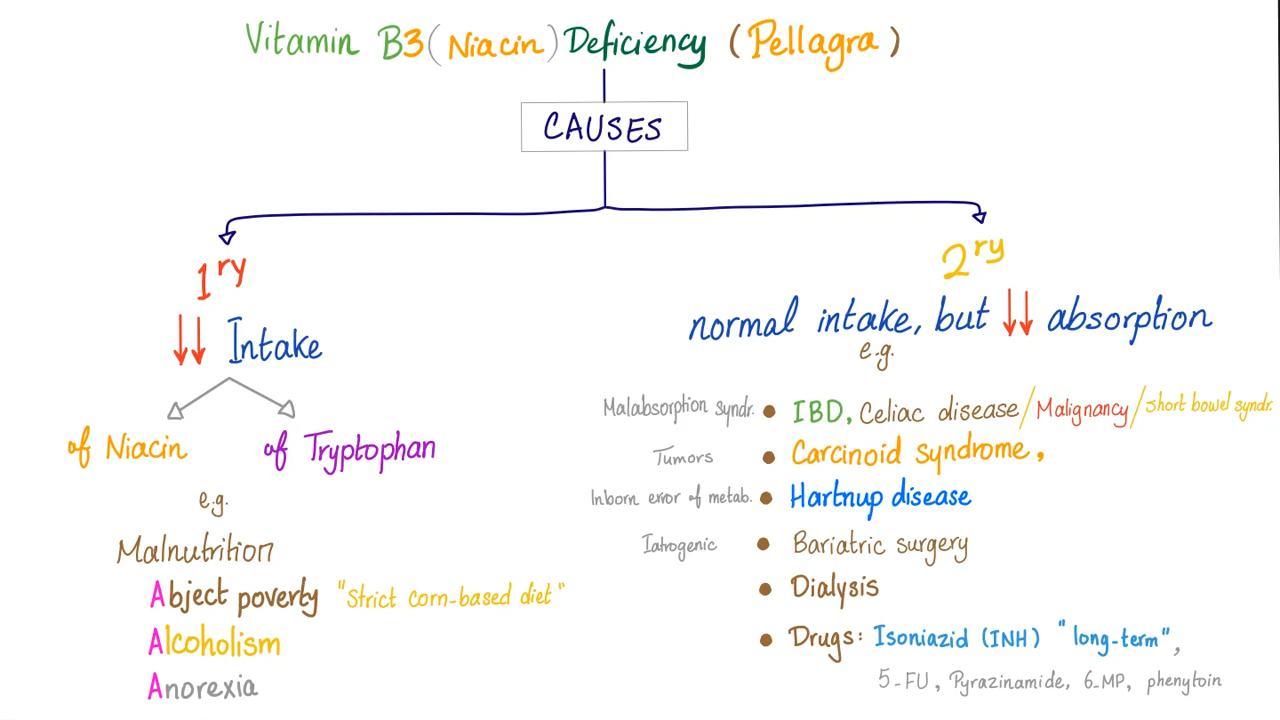 Vitamin B3 (Niacin) Deficiency (Pellagra)
CAUSES
1ry
↓↓ Intake
of Niacin
of Tryptophan
e.g.
Malnutrition
Abject poverty "Strict corn-based diet"
Alcoholism
Anorexia
2ry
normal intake, but ↓↓ absorption
e.g.
Malabsorption syndr. • IBD, Celiac disease/Malignancy/short bowel syndr.
Tumors • Carcinoid syndrome,
Inborn error of metab. • Hartnup disease
Iatrogenic • Bariatric surgery
• Dialysis
• Drugs: Isoniazid (INH) "long-term",
5-FU, Pyrazinamide, 6-MP, phenytoin